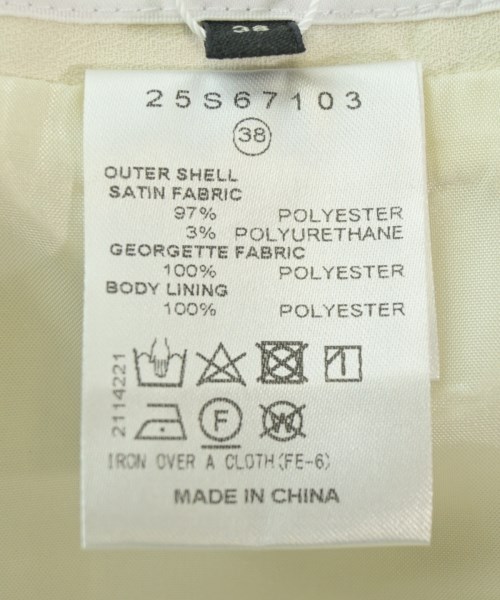 38
25S67103
38
OUTER SHELL
SATIN FABRIC
97% POLYESTER
3% POLYURETHANE
GEORGETTE FABRIC
100% POLYESTER
BODY LINING
100% POLYESTER
2114221
F
W
IRON OVER A CLOTH(FE-6)
MADE IN CHINA